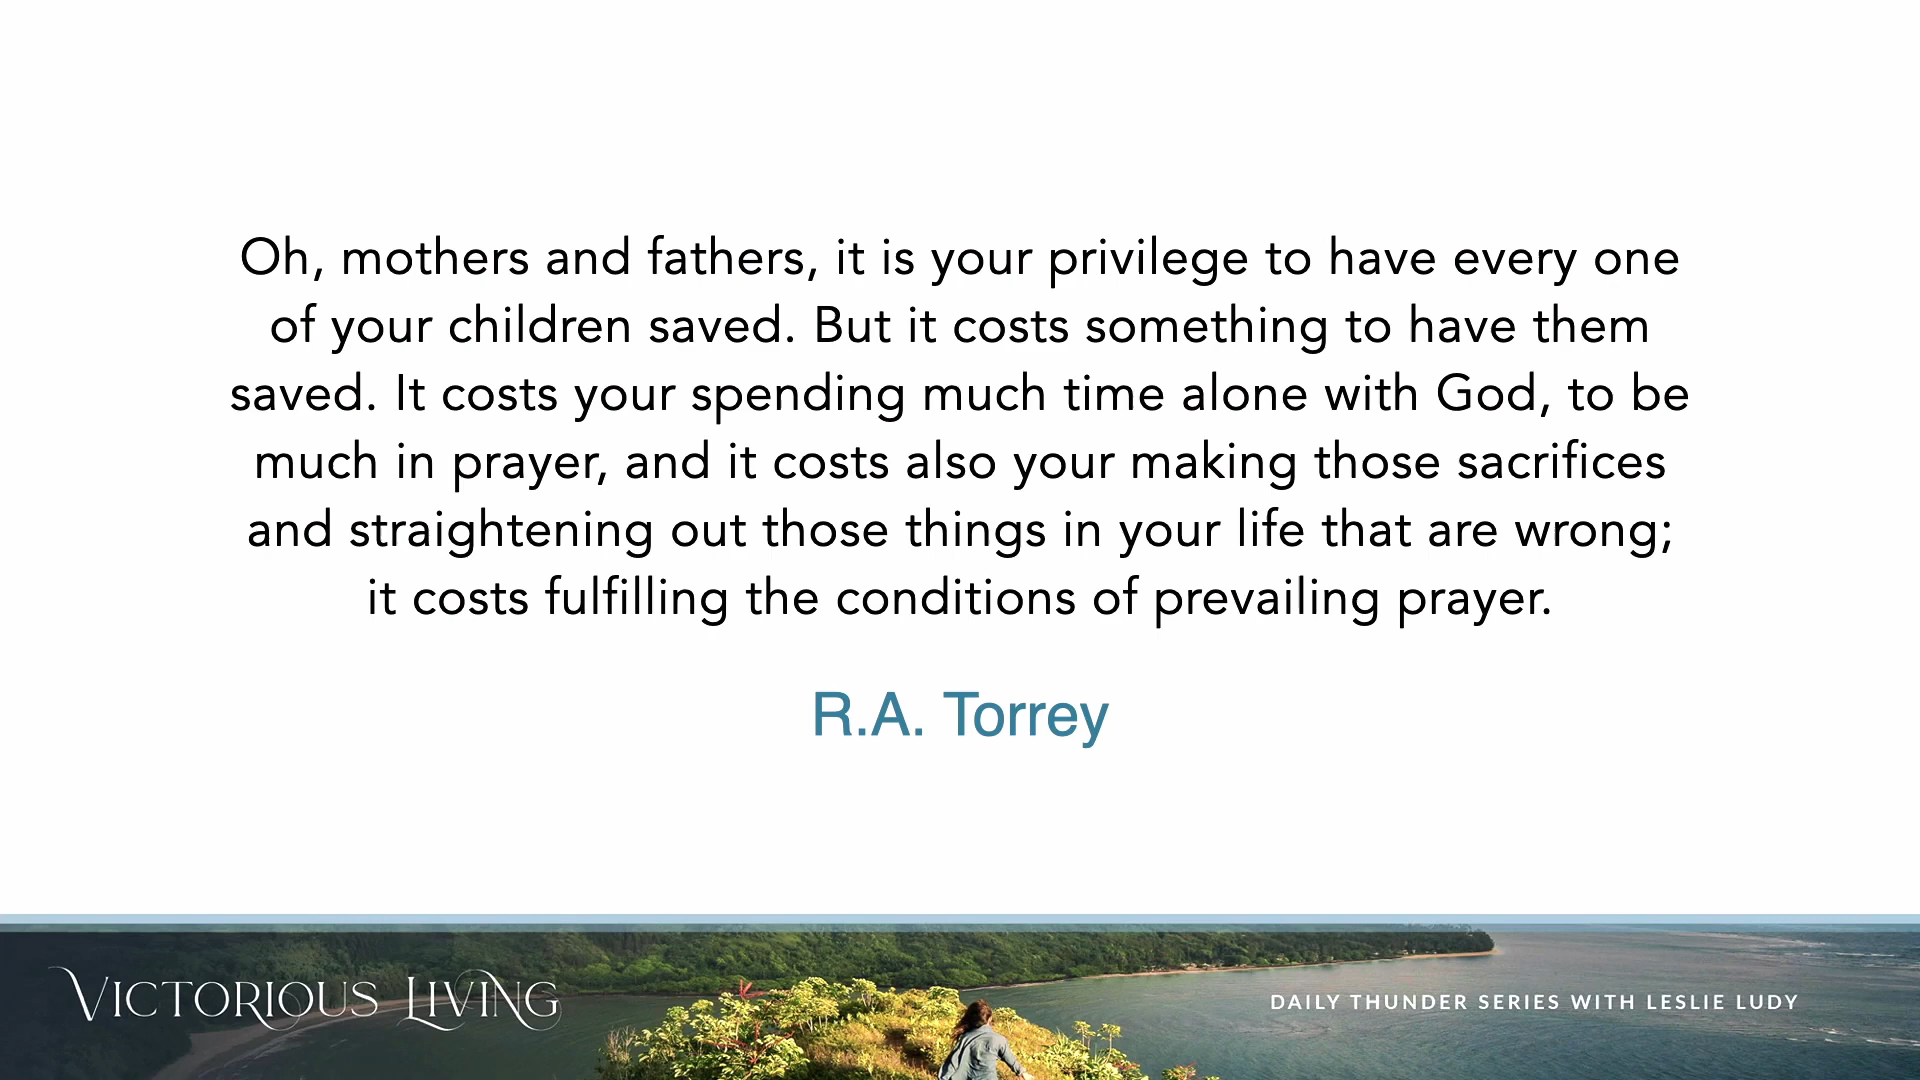 Oh, mothers and fathers, it is your privilege to have every one
of your children saved. But it costs something to have them
saved. It costs your spending much time alone with God, to be
much in prayer, and it costs also your making those sacrifices
and straightening out those things in your life that are wrong;
it costs fulfilling the conditions of prevailing prayer.
R.A. Torrey
VICTORIOUS LIVING
DAILY THUNDER SERIES WITH LESLIE LUDY